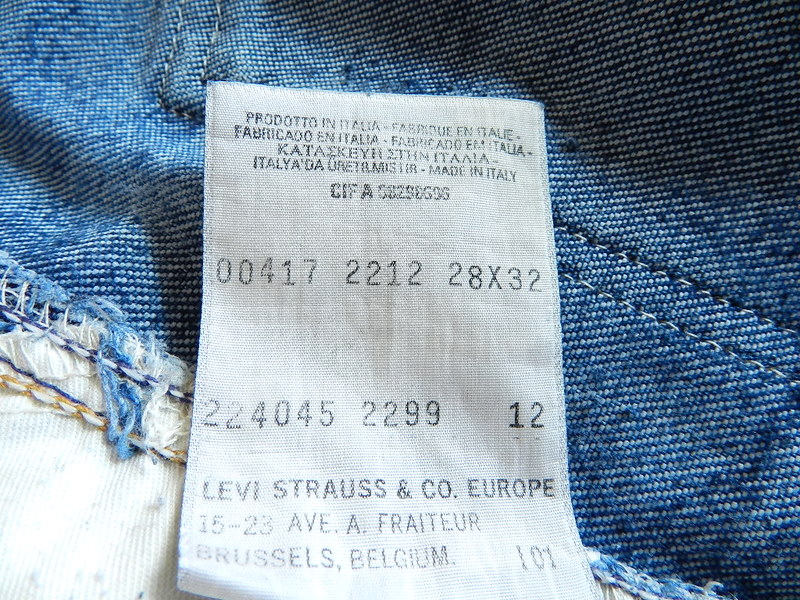 PRODOTTO IN ITALIA - FABRIQUE EN ITALIE -
FABRICADO EN ITALIA - FABRICADO EM ITALIA -
ΚΑΤΑΣΚΕΥΗ ΣΤΗΝ ΙΤΑΛΙΑ -
ITALYA'DA ÜRETILMISTIR - MADE IN ITALY
CIF A
00417 2212 28X32
224045 2299 12
LEVI STRAUSS & CO. EUROPE
15-23 AVE. A. FRAITEUR
BRUSSELS, BELGIUM. 101